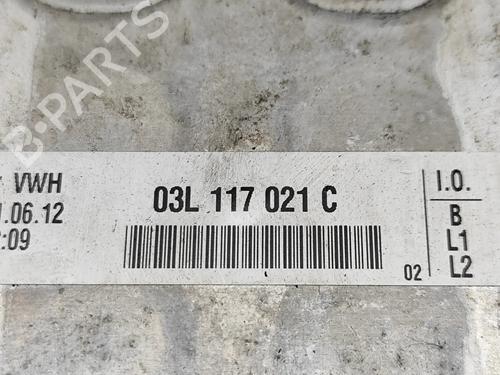 B-PARTS
VWH
03L 117 021 C
I.O.
.06.12
B
:09
L1
02
L2